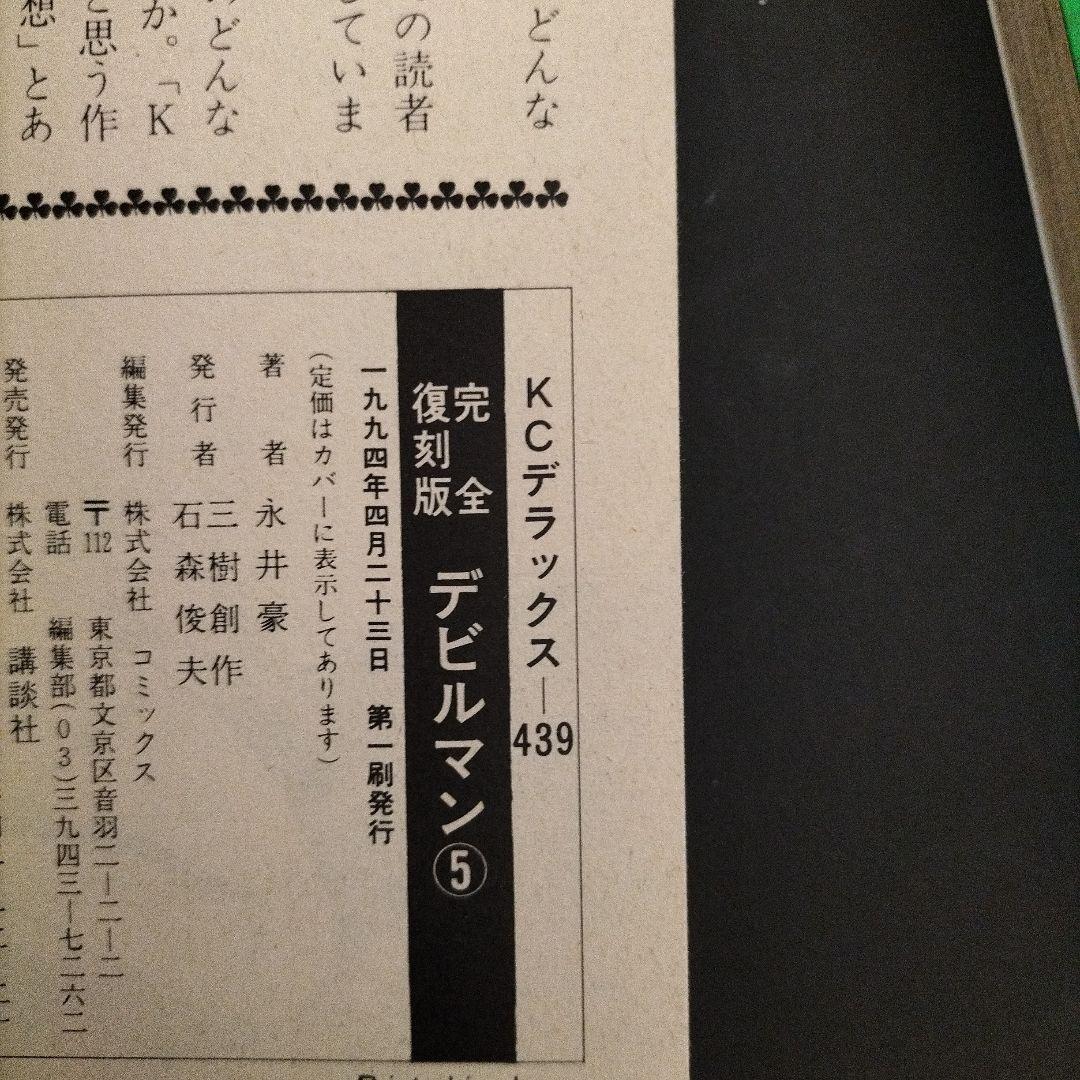 どんな
の読者
ていま
どんな
か。「K
と思う作
想」とあ
KCデラックス―439
完全
復刻版
デビルマン⑤
一九九四年四月二十三日 第一刷発行
(定価はカバーに表示してあります)
著者 永井豪
発行者 三樹創作
石森俊夫
編集発行 株式会社 コミックス
〒112 東京都文京区音羽二―二―二
電話 編集部(03)三九四三―七二六二
発売発行 株式会社 講談社